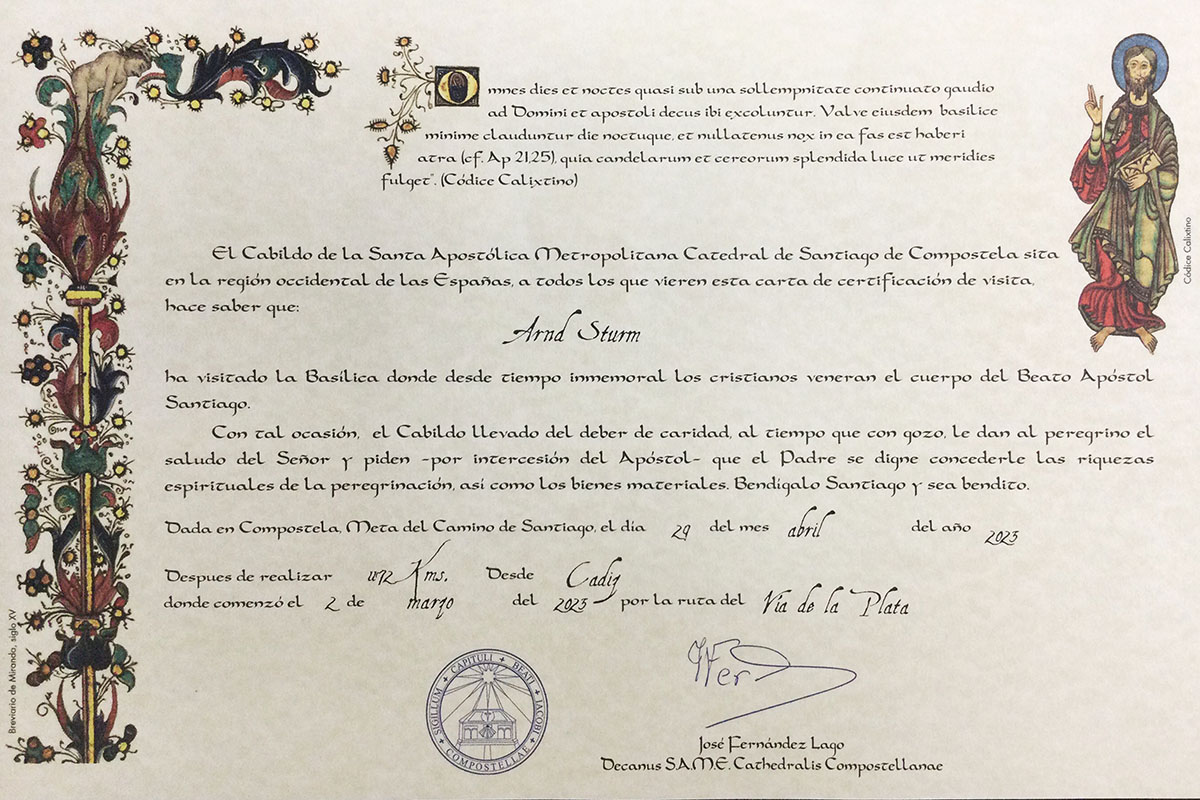 Omnes dies et noctes quasi sub una sollempnitate continuato gaudio
ad Domini et apostoli decus ibi excoluntur. Valve eiusdem basilice
minime clauduntur die noctuque, et nullatenus nox in ea fas est haberi
atra (cf. Ap 21,25), quia candelarum et cereorum splendida luce ut meridies
fulget". (Códice Calixtino)
Códice Calixtino
El Cabildo de la Santa Apostólica Metropolitana Catedral de Santiago de Compostela sita
en la región occidental de las Españas, a todos los que vieren esta carta de certificación de visita,
hace saber que:
Arnd Sturm
ha visitado la Basílica donde desde tiempo inmemoral los cristianos veneran el cuerpo del Beato Apóstol
Santiago.
Con tal ocasión, el Cabildo llevado del deber de caridad, al tiempo que con gozo, le dan al peregrino el
saludo del Señor y piden -por intercesión del Apóstol- que el Padre se digne concederle las riquezas
espirituales de la peregrinación, así como los bienes materiales. Bendígalo Santiago y sea bendito.
Dada en Compostela, Meta del Camino de Santiago, el día 29 del mes abril del año 2023
Despues de realizar Kms. Desde Cadiz
donde comenzó el 2 de marzo del 2023 por la ruta del Via de la Plata
Breviario de Miranda, siglo XV
SIGILLUM CAPITULI BEATI JACOBI COMPOSTELLAE
José Fernández Lago
Decanus S.A.M.E. Cathedralis Compostellanae